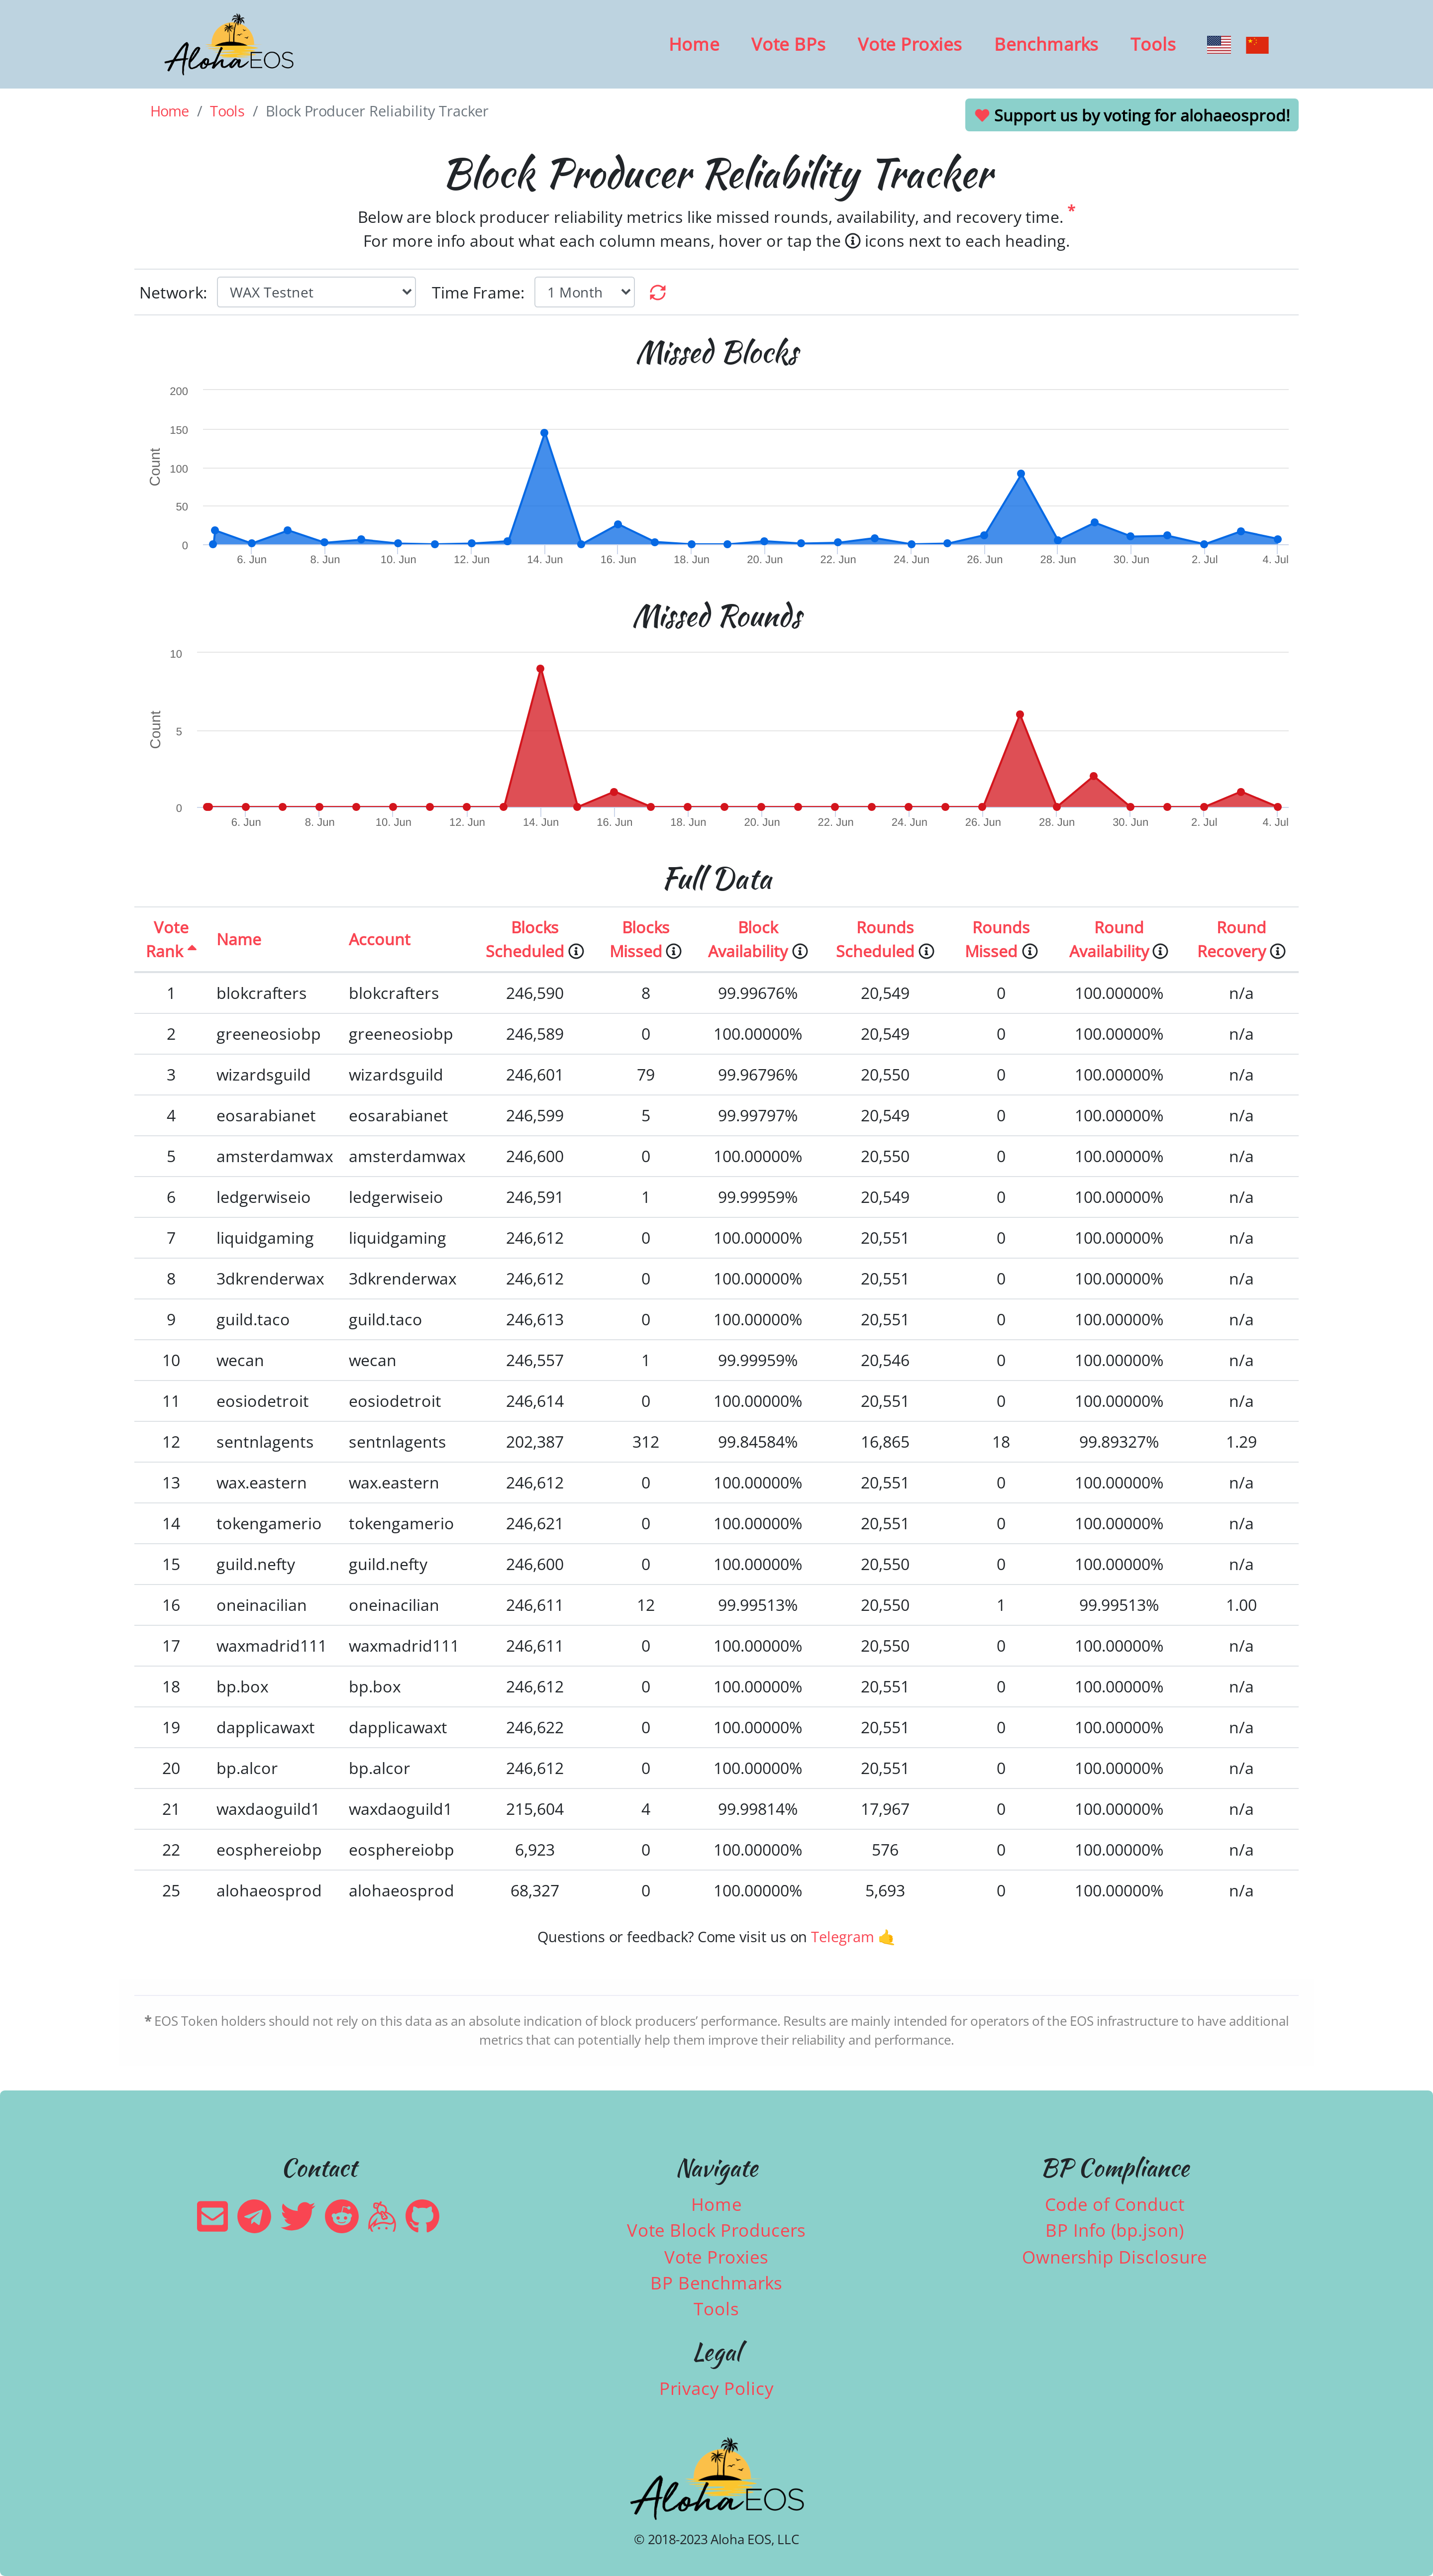 Aloha EOS
Home Vote BPs Vote Proxies Benchmarks Tools
Home / Tools / Block Producer Reliability Tracker
Support us by voting for alohaeosprod!
Block Producer Reliability Tracker
Below are block producer reliability metrics like missed rounds, availability, and recovery time. *
For more info about what each column means, hover or tap the icons next to each heading.
Network: WAX Testnet Time Frame: 1 Month
Missed Blocks
Count
200
150
100
50
0
6. Jun 8. Jun 10. Jun 12. Jun 14. Jun 16. Jun 18. Jun 20. Jun 22. Jun 24. Jun 26. Jun 28. Jun 30. Jun 2. Jul 4. Jul
Missed Rounds
Count
10
5
0
6. Jun 8. Jun 10. Jun 12. Jun 14. Jun 16. Jun 18. Jun 20. Jun 22. Jun 24. Jun 26. Jun 28. Jun 30. Jun 2. Jul 4. Jul
Full Data
Vote Rank Name Account Blocks Scheduled Blocks Missed Block Availability Rounds Scheduled Rounds Missed Round Availability Round Recovery
1 blokcrafters blokcrafters 246,590 8 99.99676% 20,549 0 100.00000% n/a
2 greeneosiobp greeneosiobp 246,589 0 100.00000% 20,549 0 100.00000% n/a
3 wizardsguild wizardsguild 246,601 79 99.96796% 20,550 0 100.00000% n/a
4 eosarabianet eosarabianet 246,599 5 99.99797% 20,549 0 100.00000% n/a
5 amsterdamwax amsterdamwax 246,600 0 100.00000% 20,550 0 100.00000% n/a
6 ledgerwiseio ledgerwiseio 246,591 1 99.99959% 20,549 0 100.00000% n/a
7 liquidgaming liquidgaming 246,612 0 100.00000% 20,551 0 100.00000% n/a
8 3dkrenderwax 3dkrenderwax 246,612 0 100.00000% 20,551 0 100.00000% n/a
9 guild.taco guild.taco 246,613 0 100.00000% 20,551 0 100.00000% n/a
10 wecan wecan 246,557 1 99.99959% 20,546 0 100.00000% n/a
11 eosiodetroit eosiodetroit 246,614 0 100.00000% 20,551 0 100.00000% n/a
12 sentnlagents sentnlagents 202,387 312 99.84584% 16,865 18 99.89327% 1.29
13 wax.eastern wax.eastern 246,612 0 100.00000% 20,551 0 100.00000% n/a
14 tokengamerio tokengamerio 246,621 0 100.00000% 20,551 0 100.00000% n/a
15 guild.nefty guild.nefty 246,600 0 100.00000% 20,550 0 100.00000% n/a
16 oneinacilian oneinacilian 246,611 12 99.99513% 20,550 1 99.99513% 1.00
17 waxmadrid111 waxmadrid111 246,611 0 100.00000% 20,550 0 100.00000% n/a
18 bp.box bp.box 246,612 0 100.00000% 20,551 0 100.00000% n/a
19 dapplicawaxt dapplicawaxt 246,622 0 100.00000% 20,551 0 100.00000% n/a
20 bp.alcor bp.alcor 246,612 0 100.00000% 20,551 0 100.00000% n/a
21 waxdaoguild1 waxdaoguild1 215,604 4 99.99814% 17,967 0 100.00000% n/a
22 eosphereiobp eosphereiobp 6,923 0 100.00000% 576 0 100.00000% n/a
25 alohaeosprod alohaeosprod 68,327 0 100.00000% 5,693 0 100.00000% n/a
Questions or feedback? Come visit us on Telegram 🤙
* EOS Token holders should not rely on this data as an absolute indication of block producers' performance. Results are mainly intended for operators of the EOS infrastructure to have additional
metrics that can potentially help them improve their reliability and performance.
Contact
Navigate
Home
Vote Block Producers
Vote Proxies
BP Benchmarks
Tools
Legal
Privacy Policy
BP Compliance
Code of Conduct
BP Info (bp.json)
Ownership Disclosure
Aloha EOS
© 2018-2023 Aloha EOS, LLC